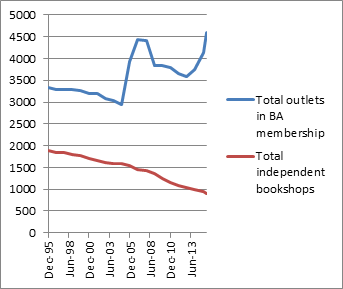 5000
4500
4000
3500
3000
2500
2000
1500
1000
500
0
Dec-95
Jun-98
Dec-00
Jun-03
Dec-05
Jun-08
Dec-10
Jun-13
Total outlets
in BA
membership
Total
independent
bookshops